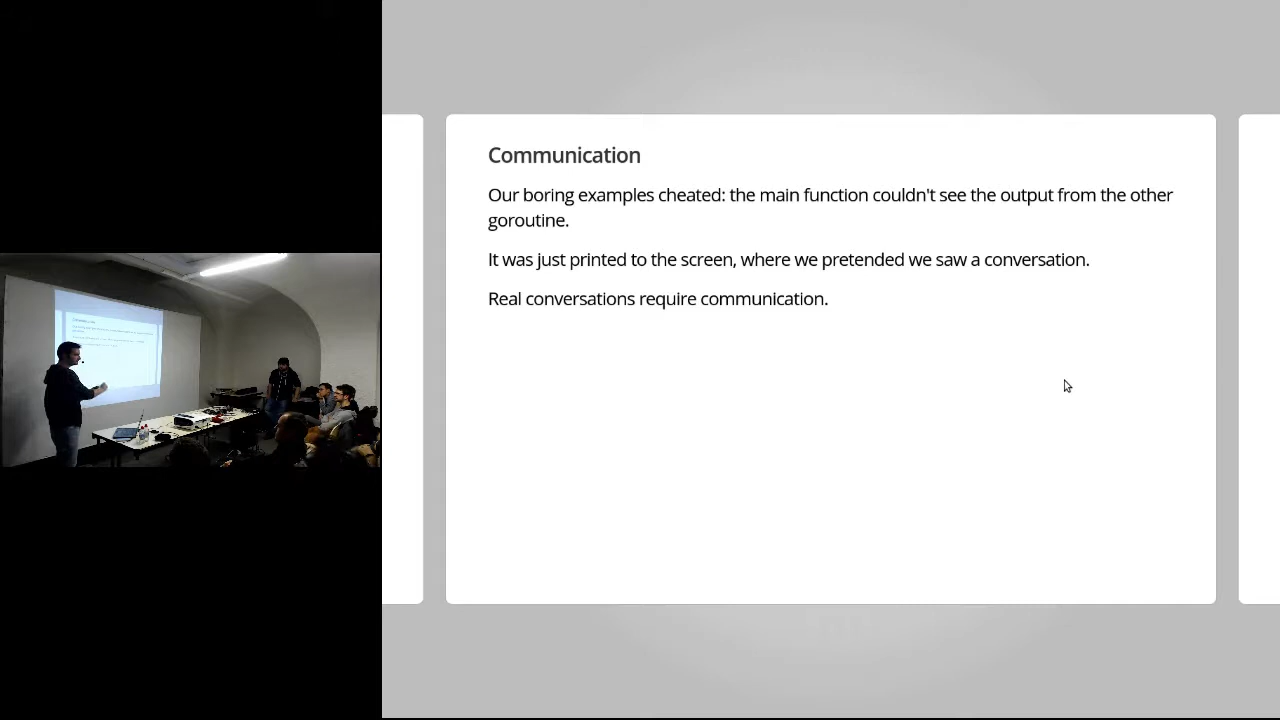 Communication
Our boring examples cheated: the main function couldn't see the output from the other
goroutine.
It was just printed to the screen, where we pretended we saw a conversation.
Real conversations require communication.